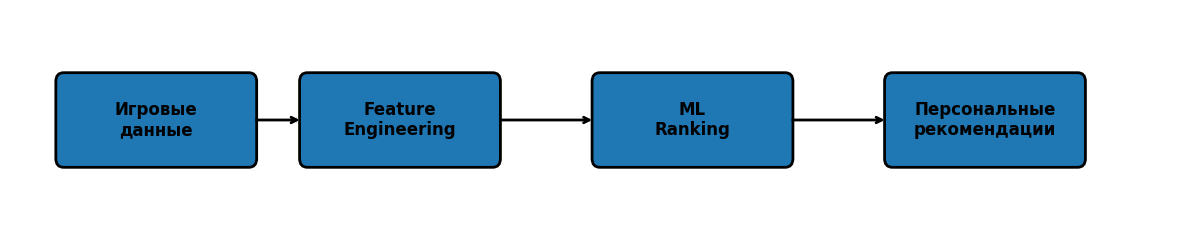 Игровые
данные
Feature
Engineering
ML
Ranking
Персональные
рекомендации